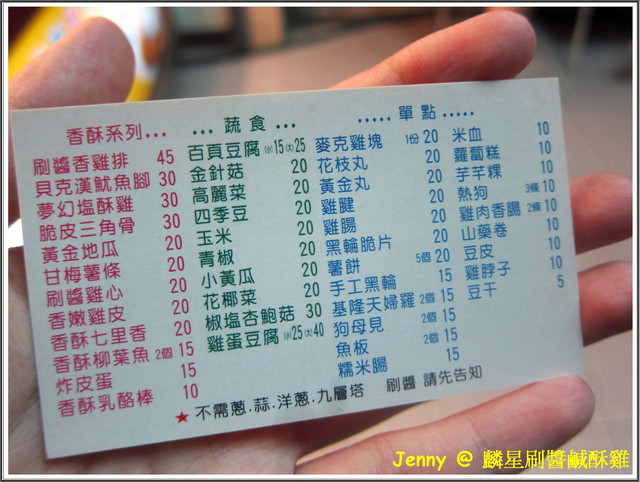 香酥系列...
刷醬香雞排 45
貝克漢魷魚腳 30
夢幻塩酥雞 30
脆皮三角骨 30
黃金地瓜 20
甘梅薯條 20
刷醬雞心 20
香嫩雞皮 20
香酥七里香 20
香酥柳葉魚 2個 15
炸皮蛋 15
香酥乳酪棒 10
... 蔬食 ...
百頁豆腐 (小)15(大)25
金針菇 20
高麗菜 20
四季豆 20
玉米 20
青椒 20
小黃瓜 20
花椰菜 20
椒塩杏鮑菇 30
雞蛋豆腐 (小)25(大)40
..... 單點 .....
麥克雞塊 1份 20
花枝丸 20
黃金丸 20
雞腱 20
雞腸 20
黑輪脆片 20
薯餅 5個 20
手工黑輪 15
基隆天婦羅 2個 15
狗母見 2個 15
魚板 2個 15
糯米腸 15
米血 10
蘿蔔糕 10
芋芉粿 10
熱狗 3條 10
雞肉香腸 2條 10
山藥卷 10
豆皮 10
雞脖子 10
豆干 5
★ 不需蔥.蒜.洋蔥.九層塔 刷醬 請先告知
Jenny @ 麟星刷醬鹹酥雞